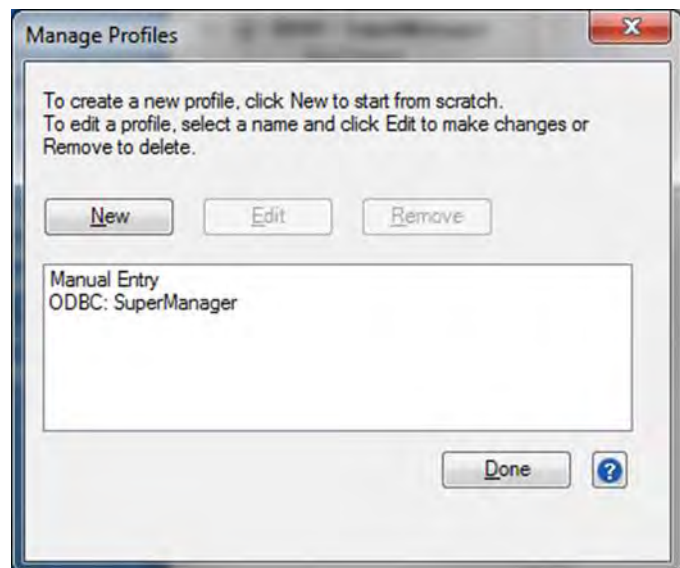 Manage Profiles
To create a new profile, click New to start from scratch.
To edit a profile, select a name and click Edit to make changes or
Remove to delete.
New Edit Remove
Manual Entry
ODBC: SuperManager
Done ?